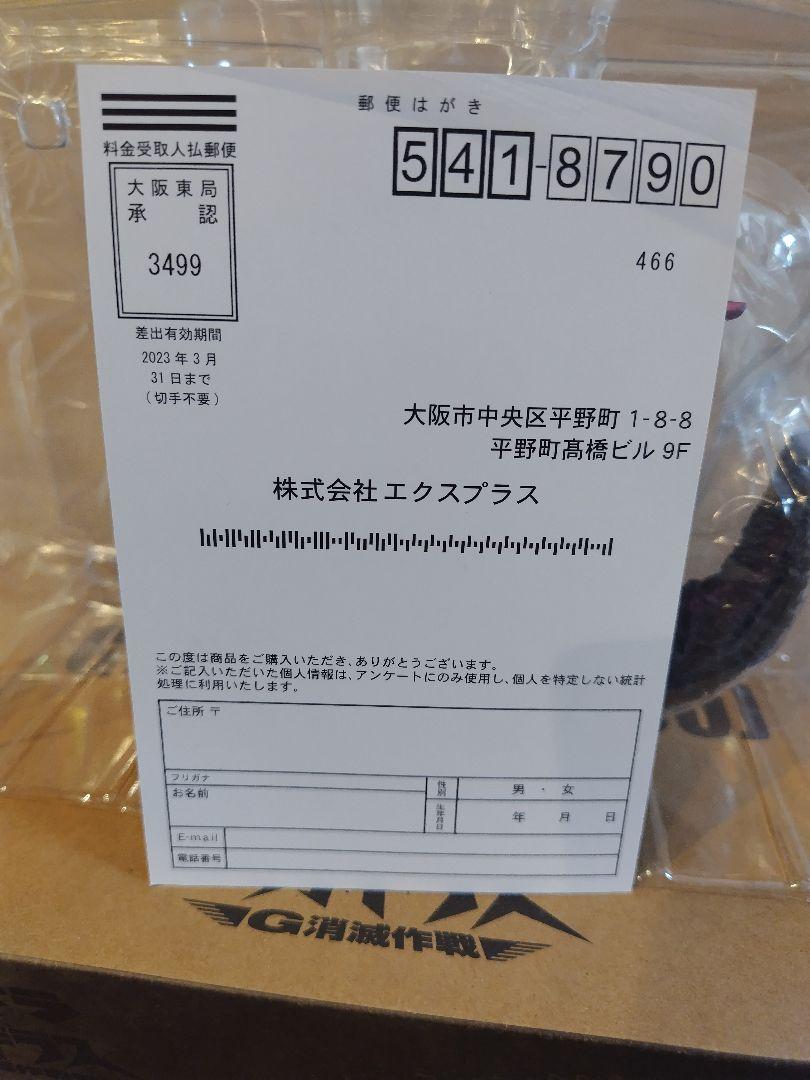 郵便はがき
料金受取人払郵便
541-8790
大阪東局
承認
3499
466
差出有効期間
2023年3月
31日まで
(切手不要)
大阪市中央区平野町 1-8-8
平野町髙橋ビル 9F
株式会社エクスプラス
この度は商品をご購入いただき、ありがとうございます。
※ご記入いただいた個人情報は、アンケートにのみ使用し、個人を特定しない統計
処理に利用いたします。
ご住所 〒
フリガナ
お名前
性別
男・女
生年月日
年 月 日
E-mail
電話番号
G消滅作戦